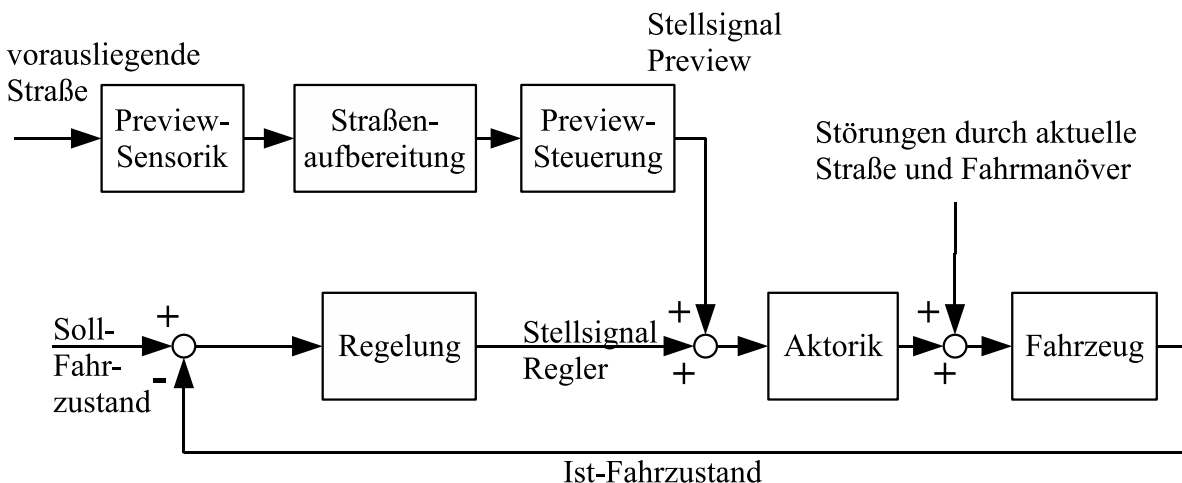 vorausliegende
Straße
Preview-
Sensorik
Straßen-
aufbereitung
Preview-
Steuerung
Stellsignal
Preview
Störungen durch aktuelle
Straße und Fahrmanöver
Soll-
Fahr-
zustand
+
-
Regelung
Stellsignal
Regler
+
+
Aktorik
+
+
Fahrzeug
Ist-Fahrzustand